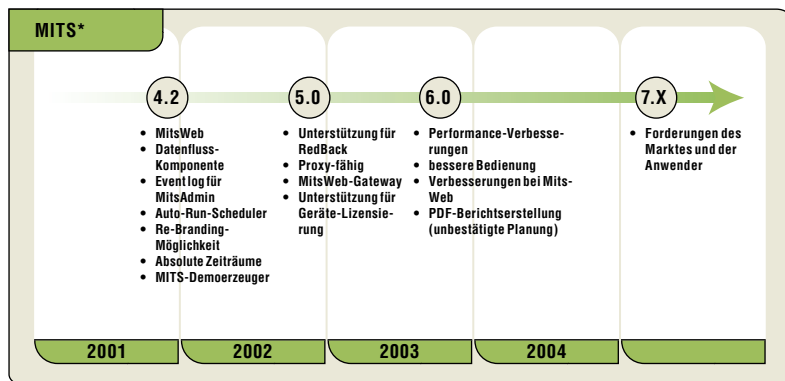 MITS*
4.2
5.0
6.0
7.X
• MitsWeb
• Datenfluss-
Komponente
• Event log für
MitsAdmin
• Auto-Run-Scheduler
• Re-Branding-
Möglichkeit
• Absolute Zeiträume
• MITS-Demoerzeuger
• Unterstützung für
RedBack
• Proxy-fähig
• MitsWeb-Gateway
• Unterstützung für
Geräte-Lizensie-
rung
• Performance-Verbesse-
rungen
• bessere Bedienung
• Verbesserungen bei Mits-
Web
• PDF-Berichtserstellung
(unbestätigte Planung)
• Forderungen des
Marktes und der
Anwender
2001
2002
2003
2004